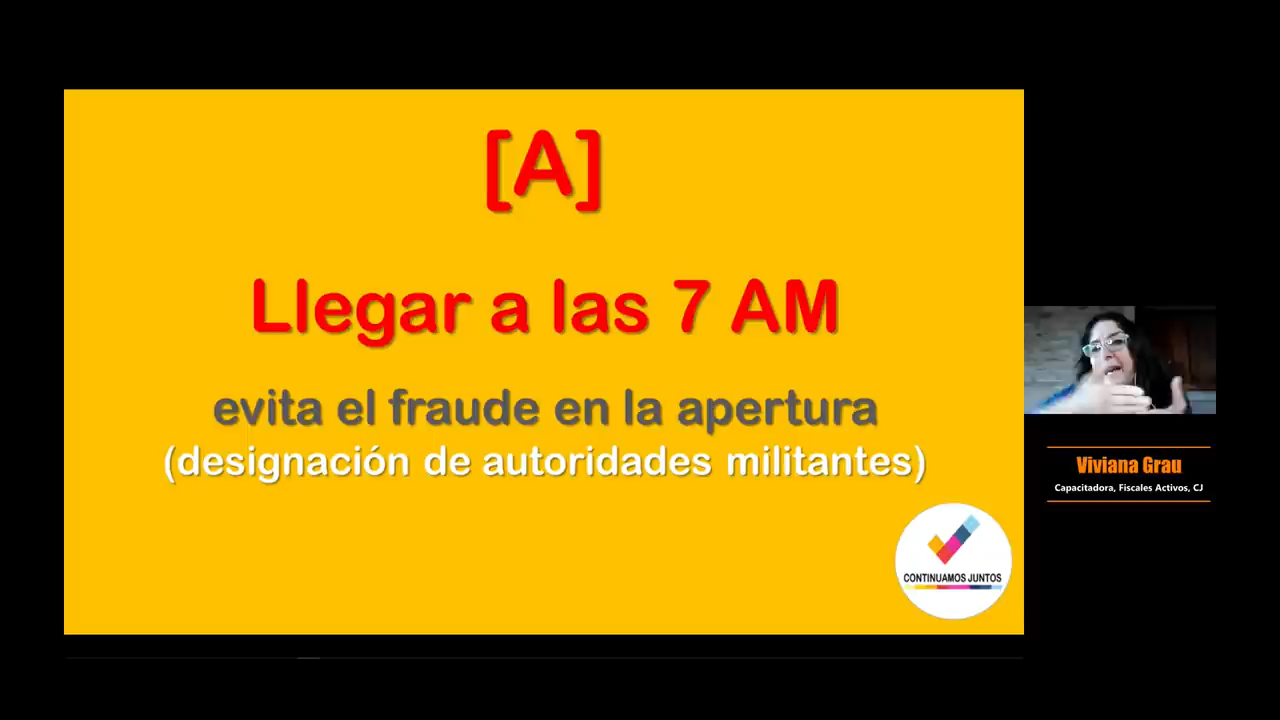 [A]
Llegar a las 7 AM
evita el fraude en la apertura
(designación de autoridades militantes)
CONTINUAMOS JUNTOS
Viviana Grau
Capacitadora, Fiscales Activos, CJ